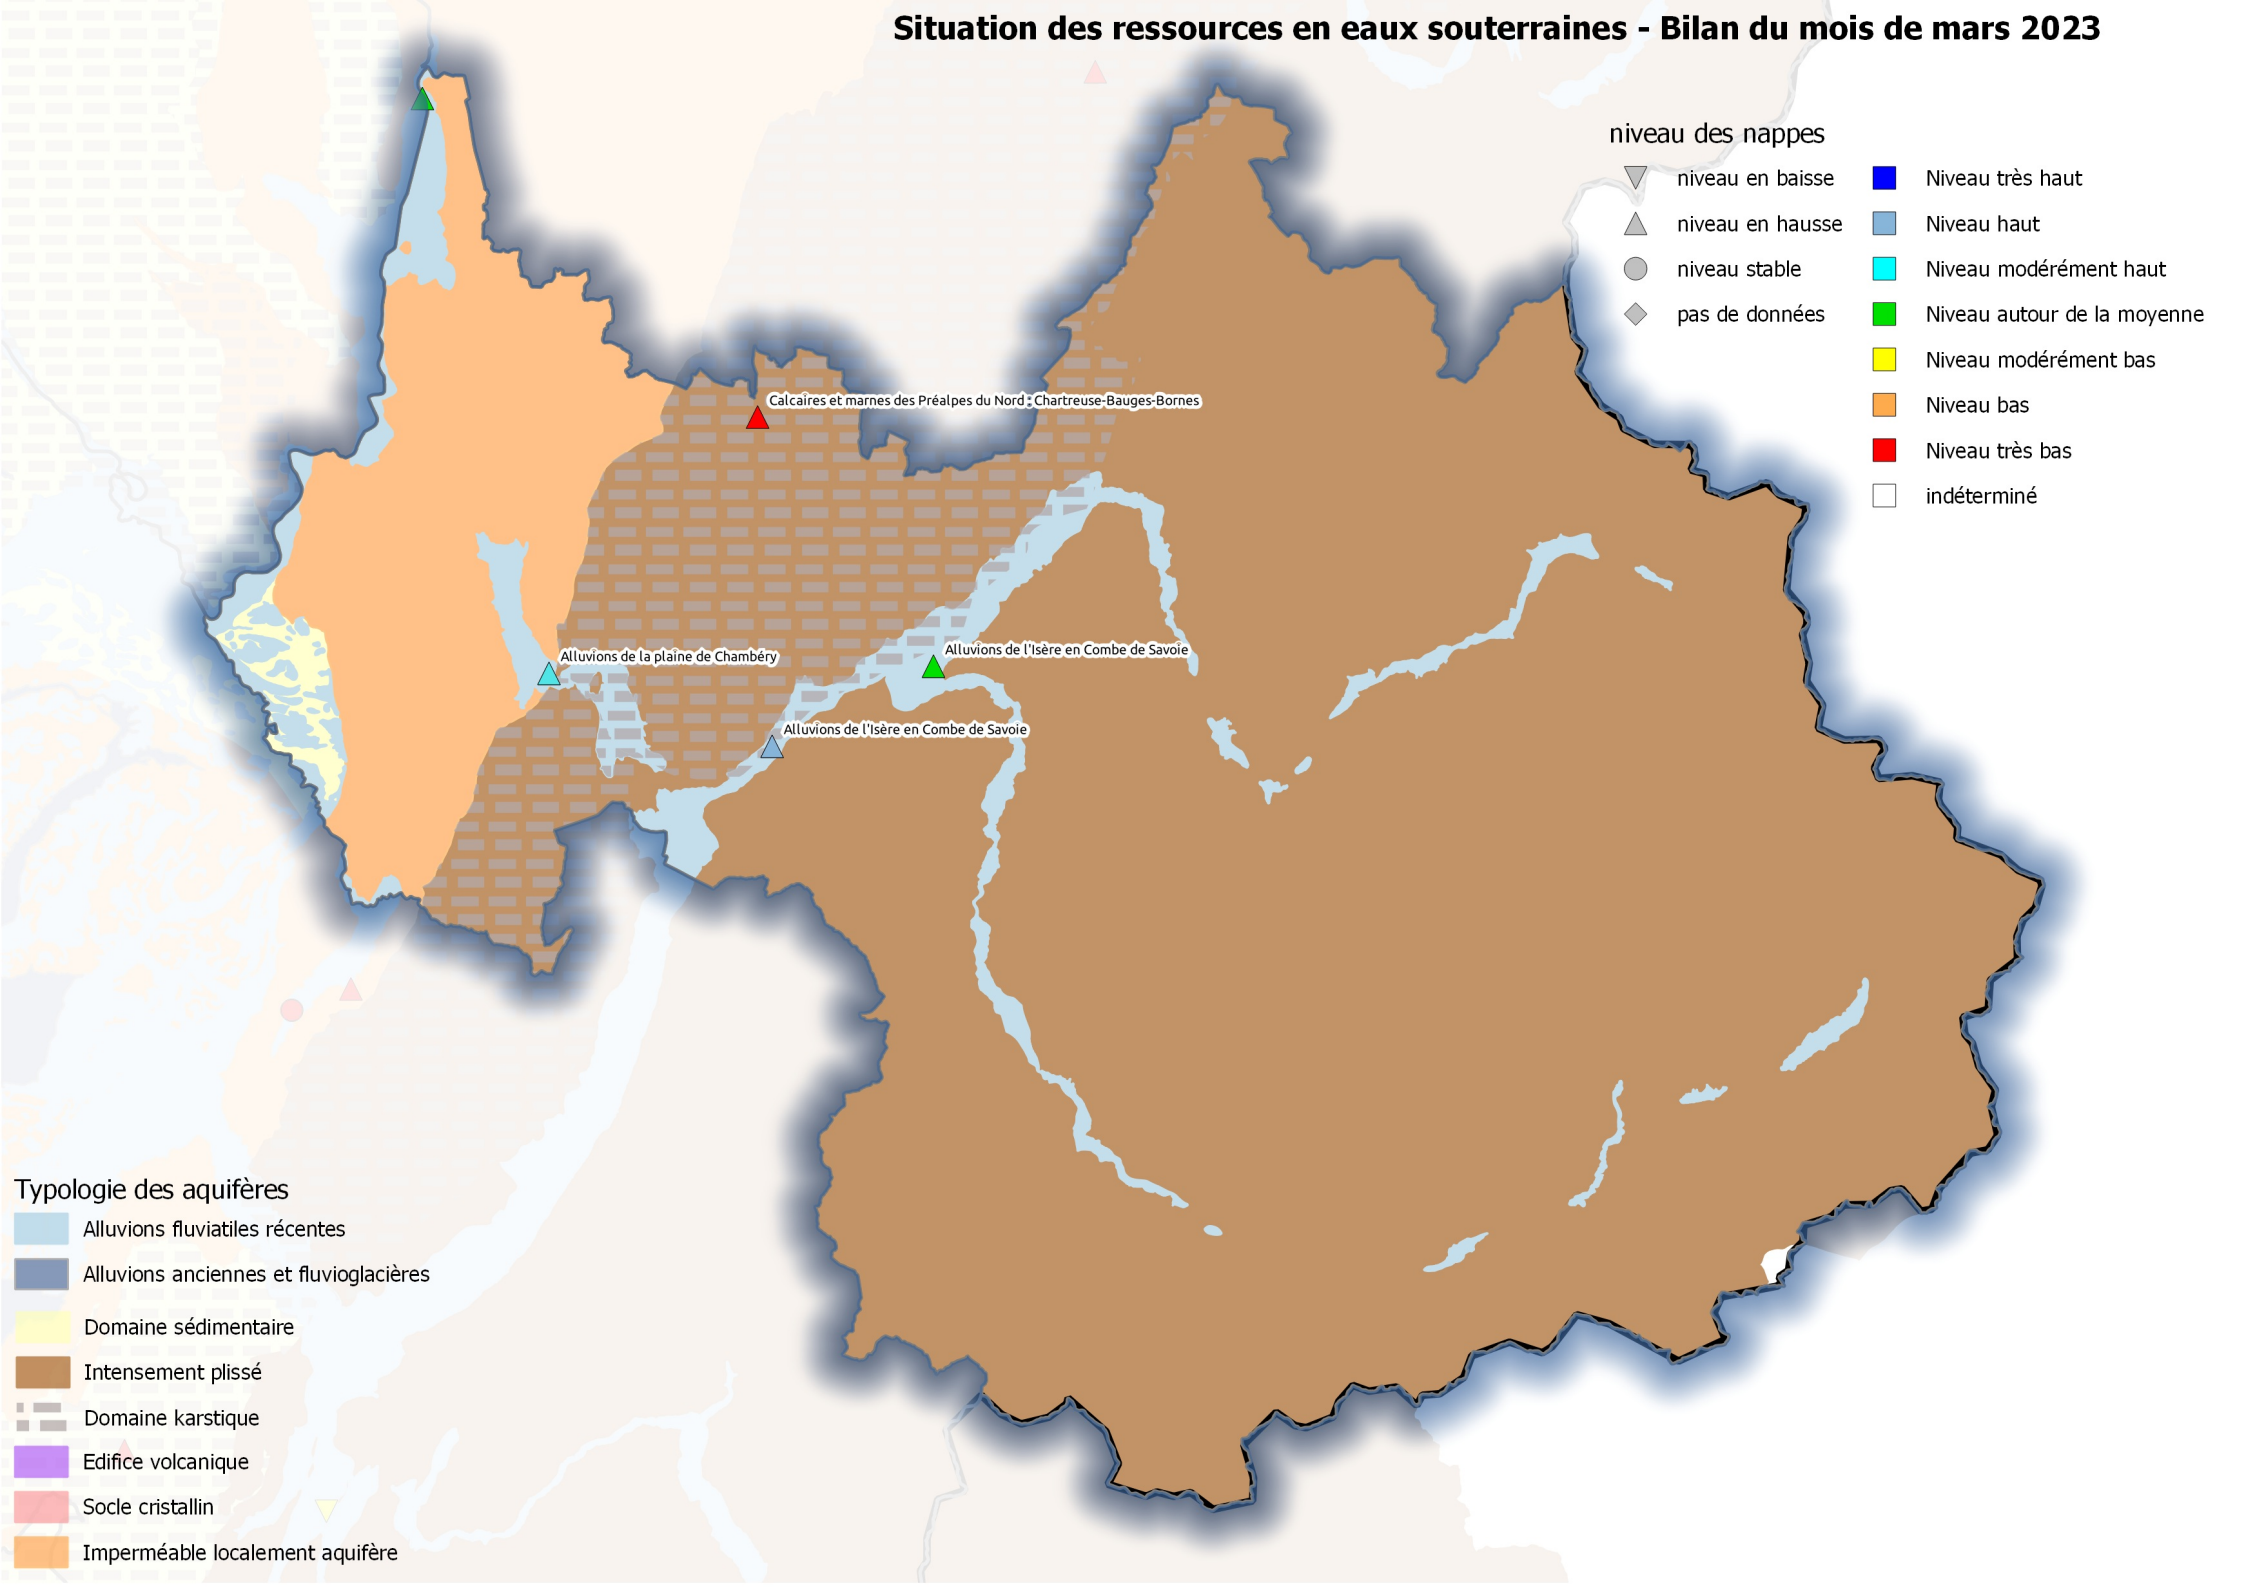 Situation des ressources en eaux souterraines - Bilan du mois de mars 2023
niveau des nappes
niveau en baisse
niveau en hausse
niveau stable
pas de données
Niveau très haut
Niveau haut
Niveau modérément haut
Niveau autour de la moyenne
Niveau modérément bas
Niveau bas
Niveau très bas
indéterminé
Calcaires et marnes des Préalpes du Nord : Chartreuse-Bauges-Bornes
Alluvions de la plaine de Chambéry
Alluvions de l'Isère en Combe de Savoie
Alluvions de l'Isère en Combe de Savoie
Typologie des aquifères
Alluvions fluviatiles récentes
Alluvions anciennes et fluvioglacières
Domaine sédimentaire
Intensement plissé
Domaine karstique
Edifice volcanique
Socle cristallin
Imperméable localement aquifère